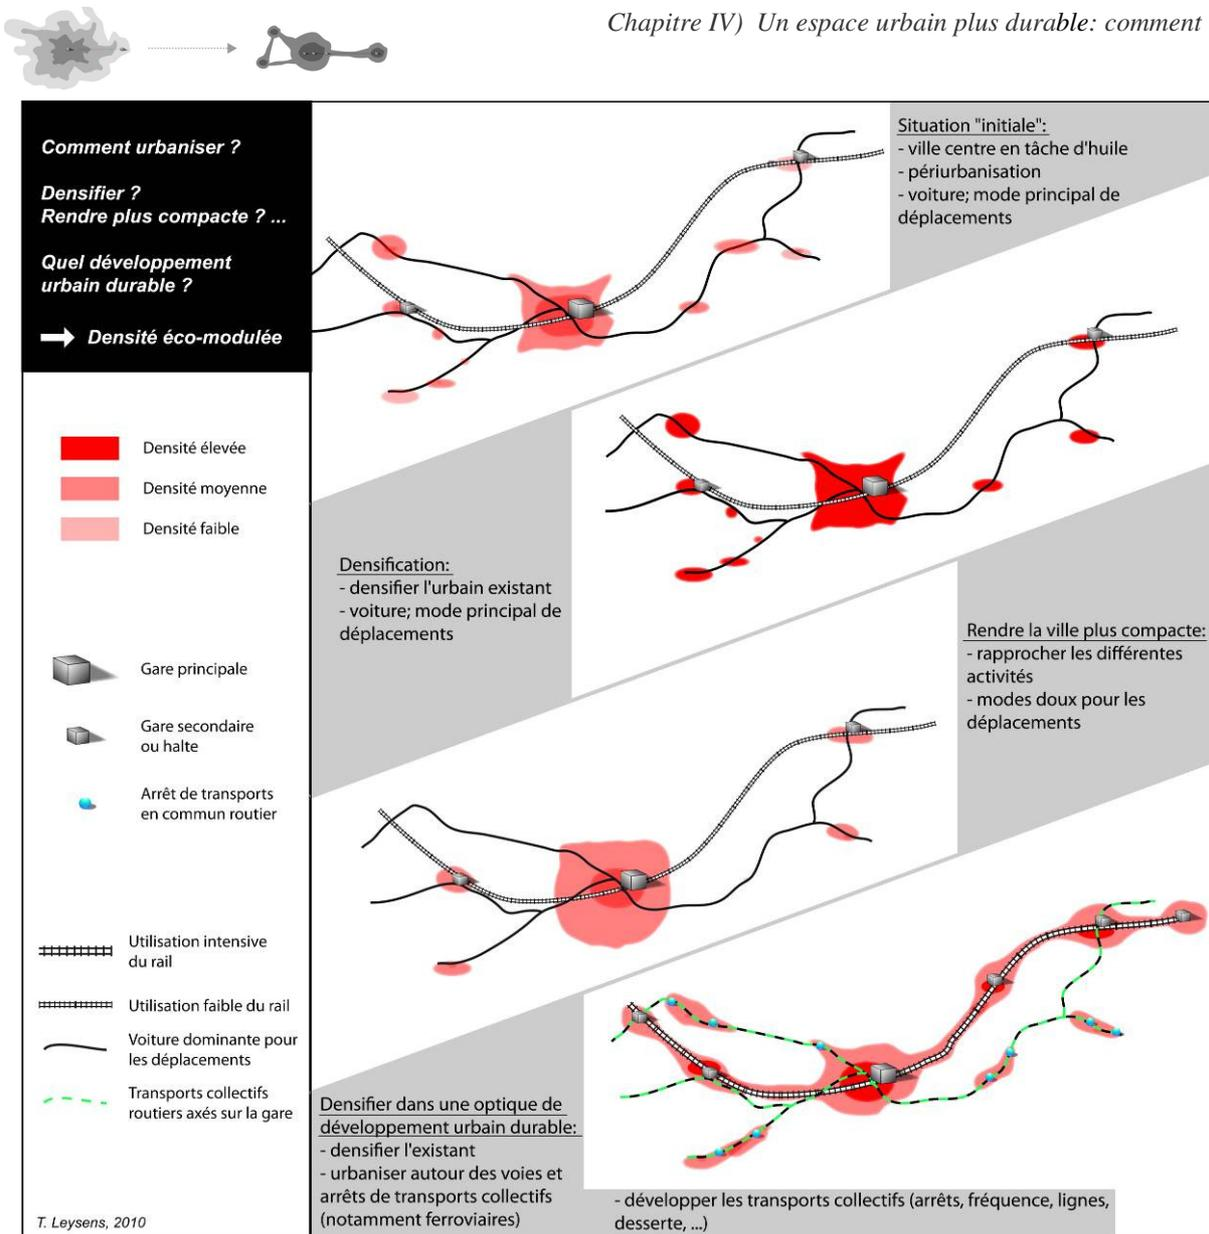 Chapitre IV) Un espace urbain plus durable: comment
Comment urbaniser ?
Densifier ?
Rendre plus compacte ? ...
Quel développement
urbain durable ?
Densité éco-modulée
Situation "initiale":
- ville centre en tâche d'huile
- périurbanisation
- voiture; mode principal de
déplacements
Densité élevée
Densité moyenne
Densité faible
Densification:
- densifier l'urbain existant
- voiture; mode principal de
déplacements
Rendre la ville plus compacte:
- rapprocher les différentes
activités
- modes doux pour les
déplacements
Gare principale
Gare secondaire
ou halte
Arrêt de transports
en commun routier
Utilisation intensive
du rail
Utilisation faible du rail
Voiture dominante pour
les déplacements
Transports collectifs
routiers axés sur la gare
Densifier dans une optique de
développement urbain durable:
- densifier l'existant
- urbaniser autour des voies et
arrêts de transports collectifs
(notamment ferroviaires)
- développer les transports collectifs (arrêts, fréquence, lignes,
desserte, ...)
T. Leysens, 2010